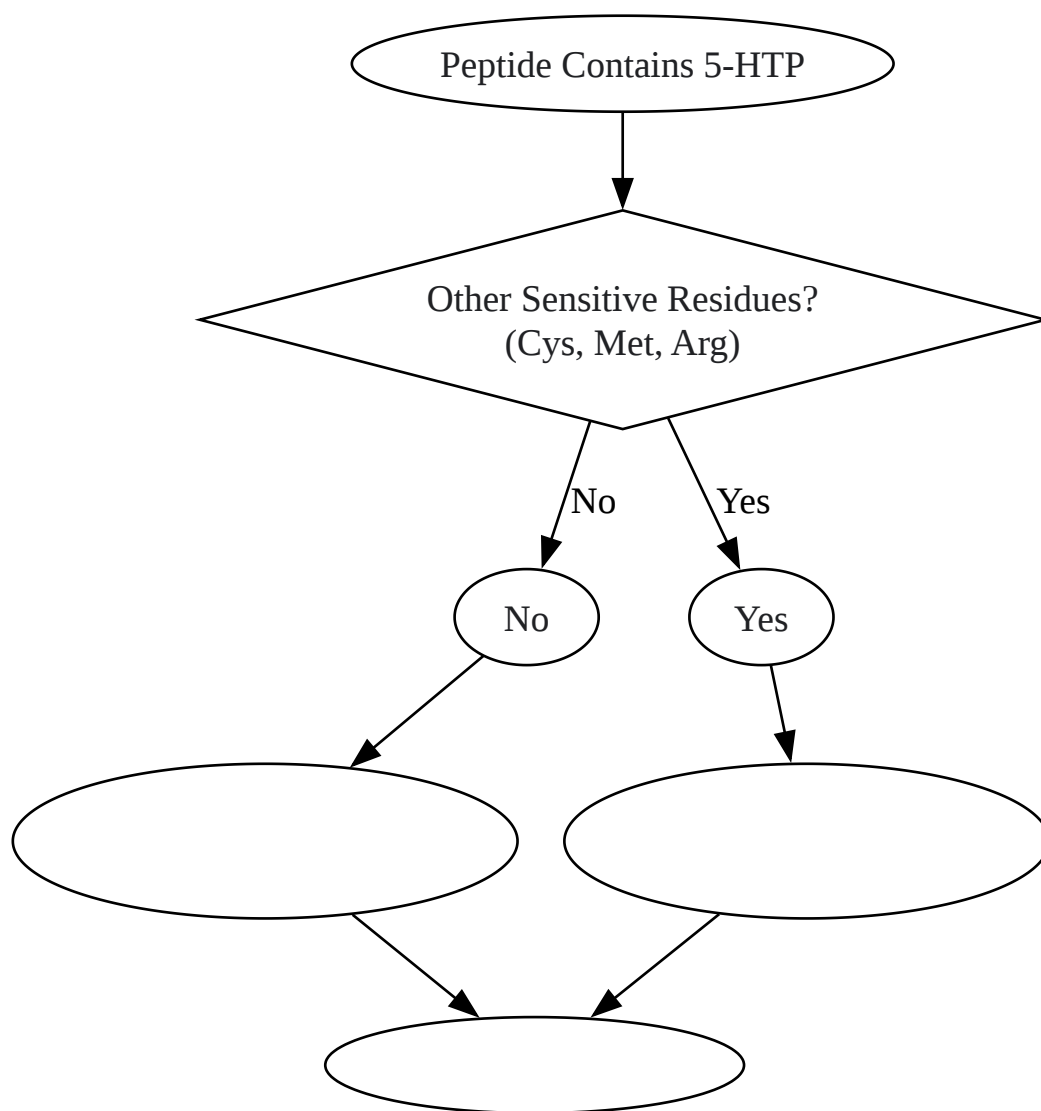 Peptide Contains 5-HTP
Other Sensitive Residues?
(Cys, Met, Arg)
No
Yes
No
Yes